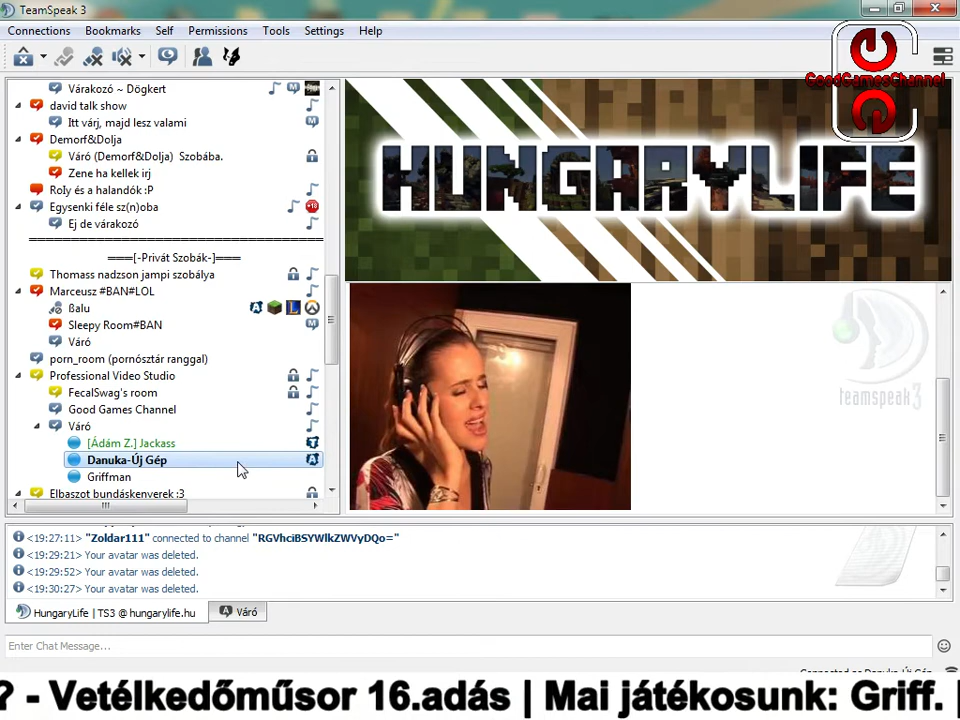 TeamSpeak 3
Connections Bookmarks Self Permissions Tools Settings Help
GoodGamesChannel
Várakozó ~ Dögkert
david talk show
Itt várj, majd lesz valami
Demorf&Dolja
Váró (Demorf&Dolja) Szobába.
Zene ha kellek irj
Roly és a halandók :P
Egysenki féle sz(n)oba
+18
Ej de várakozó
===[-Privát Szobák-]===
Thomass nadzson jampi szobálya
Marceusz #BAN#LOL
ßalu
Sleepy Room#BAN
Váró
porn_room (pornósztár ranggal)
Professional Video Studio
FecalSwag's room
Good Games Channel
Váró
[Ádám Z.] Jackass
Danuka-Új Gép
Griffman
Elbaszot bundáskenyerek :3
HUNGARYLIFE
teamspeak 3
<19:27:11> "Zoldar111" connected to channel "RGVhciBSYWlkZWVyDQo="
<19:29:21> Your avatar was deleted.
<19:29:52> Your avatar was deleted.
<19:30:27> Your avatar was deleted.
HungaryLife | TS3 @ hungarylife.hu Váró
Enter Chat Message...
? - Vetélkedőműsor 16.adás | Mai játékosunk: Griff. |